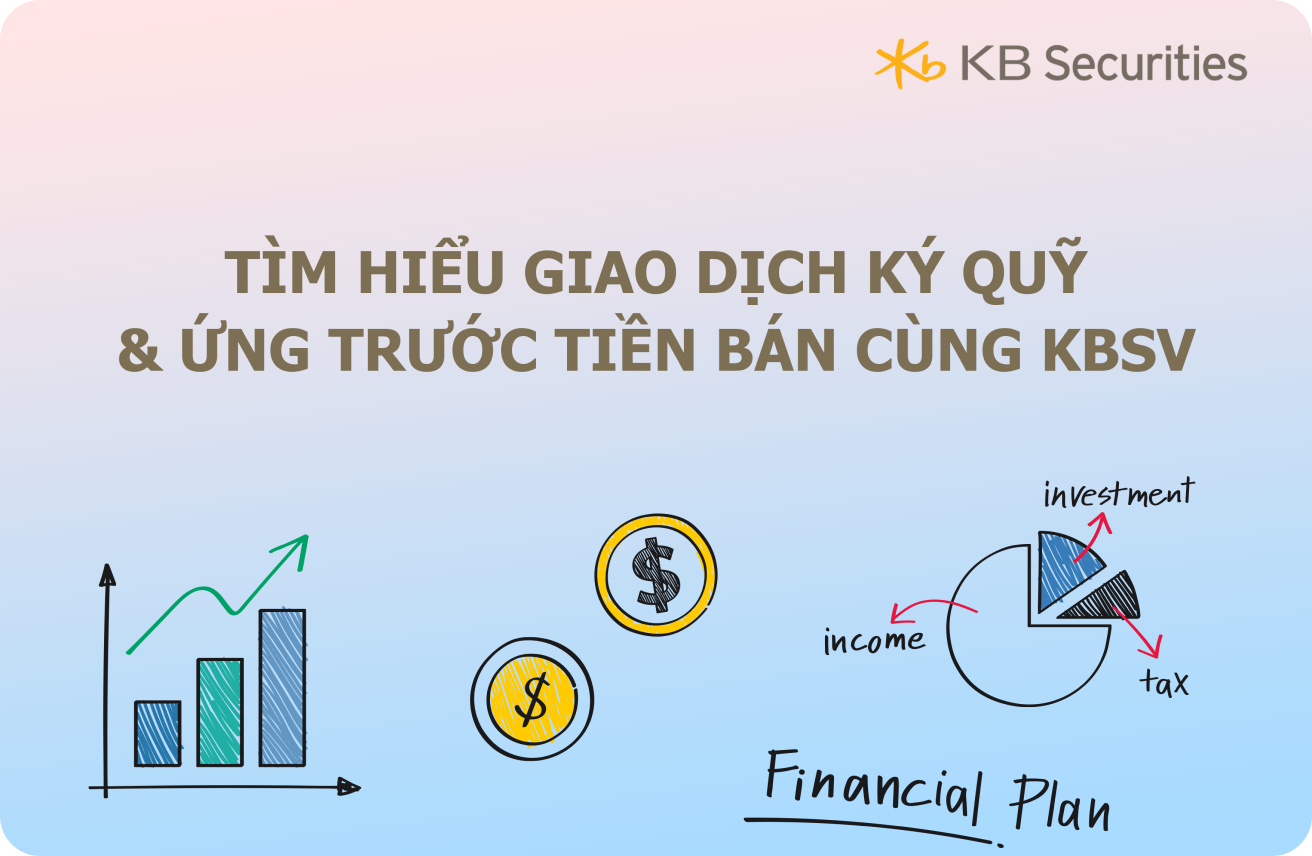 Kb KB Securities
TÌM HIỂU GIAO DỊCH KÝ QUỸ
& ỨNG TRƯỚC TIỀN BÁN CÙNG KBSV
investment
income
tax
$
$
Financial Plan